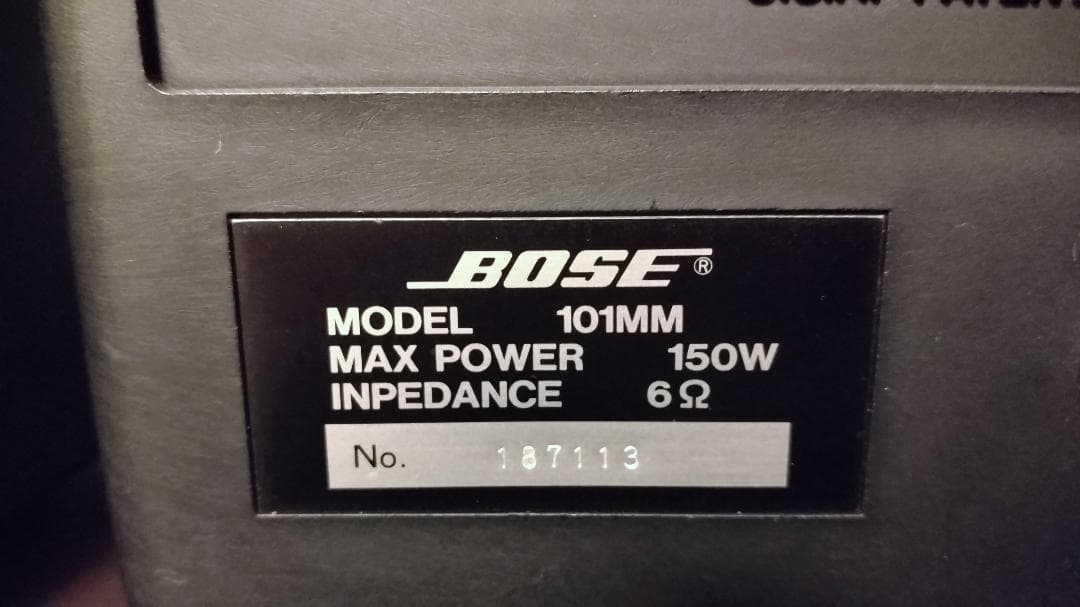 BOSE®
MODEL 101MM
MAX POWER 150W
INPEDANCE 6Ω
No. 187113